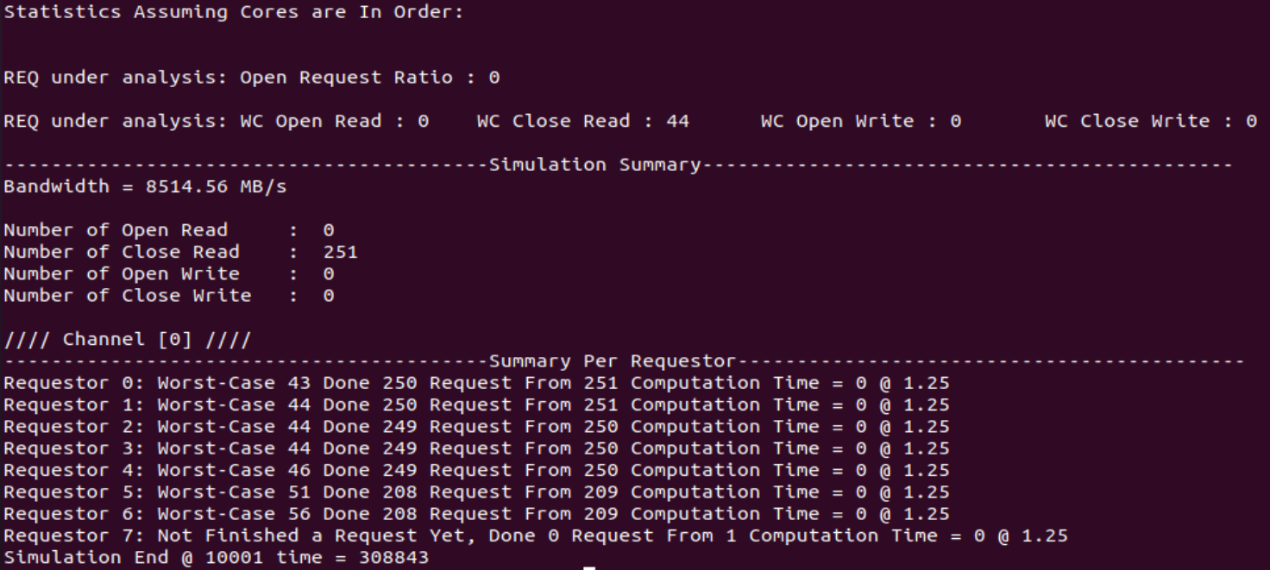 Statistics Assuming Cores are In Order:
REQ under analysis: Open Request Ratio : 0
REQ under analysis: WC Open Read : 0    WC Close Read : 44      WC Open Write : 0       WC Close Write : 0
-----------------------------------------Simulation Summary---------------------------------------------
Bandwidth = 8514.56 MB/s
Number of Open Read     :  0
Number of Close Read    :  251
Number of Open Write    :  0
Number of Close Write   :  0
//// Channel [0] ////
-----------------------------------------Summary Per Requestor-------------------------------------------
Requestor 0: Worst-Case 43 Done 250 Request From 251 Computation Time = 0 @ 1.25
Requestor 1: Worst-Case 44 Done 250 Request From 251 Computation Time = 0 @ 1.25
Requestor 2: Worst-Case 44 Done 249 Request From 250 Computation Time = 0 @ 1.25
Requestor 3: Worst-Case 44 Done 249 Request From 250 Computation Time = 0 @ 1.25
Requestor 4: Worst-Case 46 Done 249 Request From 250 Computation Time = 0 @ 1.25
Requestor 5: Worst-Case 51 Done 208 Request From 209 Computation Time = 0 @ 1.25
Requestor 6: Worst-Case 56 Done 208 Request From 209 Computation Time = 0 @ 1.25
Requestor 7: Not Finished a Request Yet, Done 0 Request From 1 Computation Time = 0 @ 1.25
Simulation End @ 10001 time = 308843